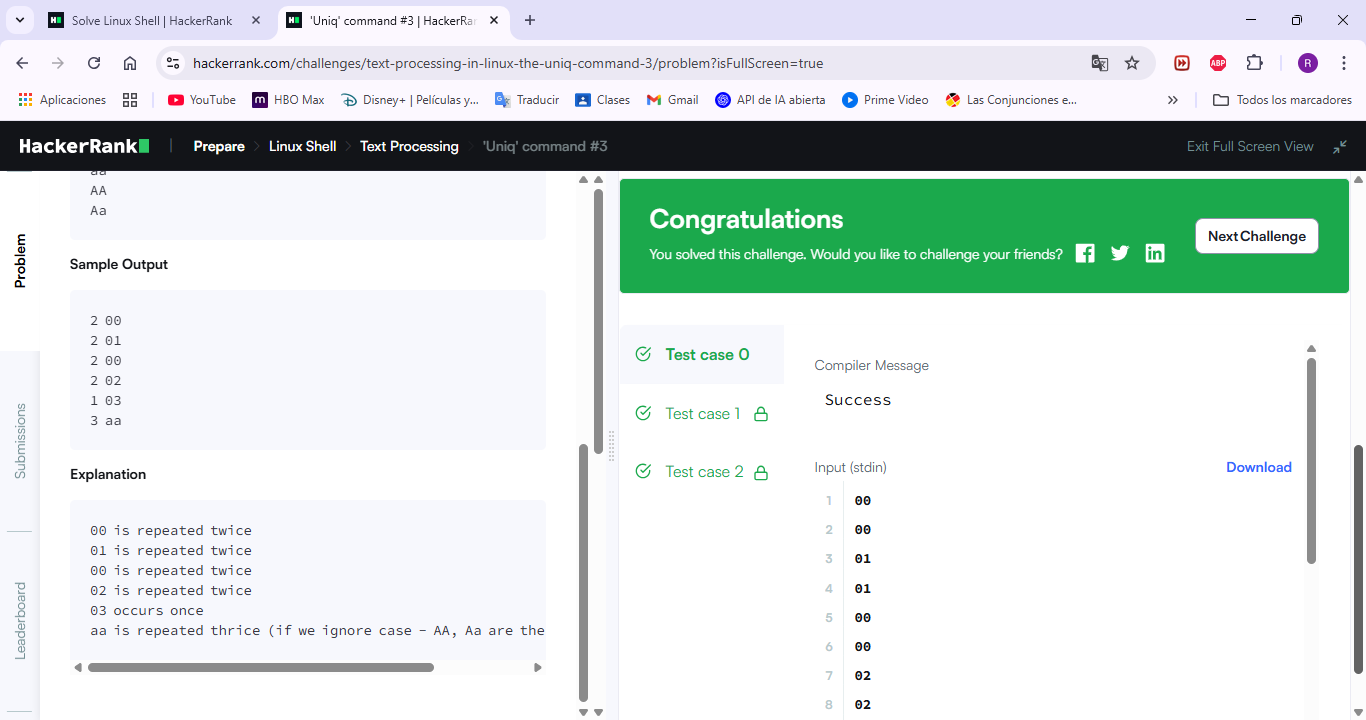 Solve Linux Shell | HackerRank
'Uniq' command #3 | HackerRan
hackerrank.com/challenges/text-processing-in-linux-the-uniq-command-3/problem?isFullScreen=true
ABP
R
Aplicaciones
YouTube
HBO Max
Disney+ | Películas y...
Traducir
Clases
Gmail
API de IA abierta
Prime Video
Las Conjunciones e...
Todos los marcadores
HackerRank
Prepare
Linux Shell
Text Processing
'Uniq' command #3
Exit Full Screen View
Problem
Submissions
Leaderboard
aa
AA
Aa
Sample Output
2 00
2 01
2 00
2 02
1 03
3 aa
Explanation
00 is repeated twice
01 is repeated twice
00 is repeated twice
02 is repeated twice
03 occurs once
aa is repeated thrice (if we ignore case - AA, Aa are the
Congratulations
You solved this challenge. Would you like to challenge your friends?
Next Challenge
Test case 0
Test case 1
Test case 2
Compiler Message
Success
Input (stdin)
Download
1 00
2 00
3 01
4 01
5 00
6 00
7 02
8 02